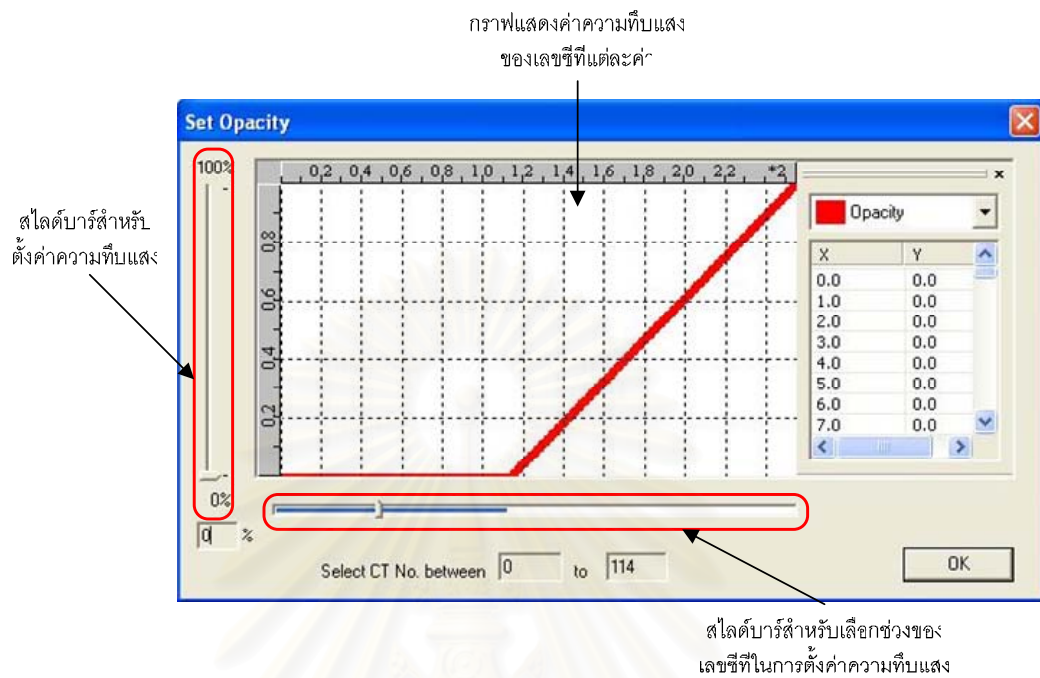 กราฟแสดงค่าความทึบแสง
ของเลขซีทีแต่ละค่า
Set Opacity
100%
0,2 0,4 0,6 0,8 1,0 1,2 1,4 1,6 1,8 2,0 2,2 *2
Opacity
สไลด์บาร์สำหรับ
ตั้งค่าความทึบแสง
0,8
0,6
0,4
0,2
X Y
0.0 0.0
1.0 0.0
2.0 0.0
3.0 0.0
4.0 0.0
5.0 0.0
6.0 0.0
7.0 0.0
0%
0 %
Select CT No. between 0 to 114
OK
สไลด์บาร์สำหรับเลือกช่วงของ
เลขซีทีในการตั้งค่าความทึบแสง